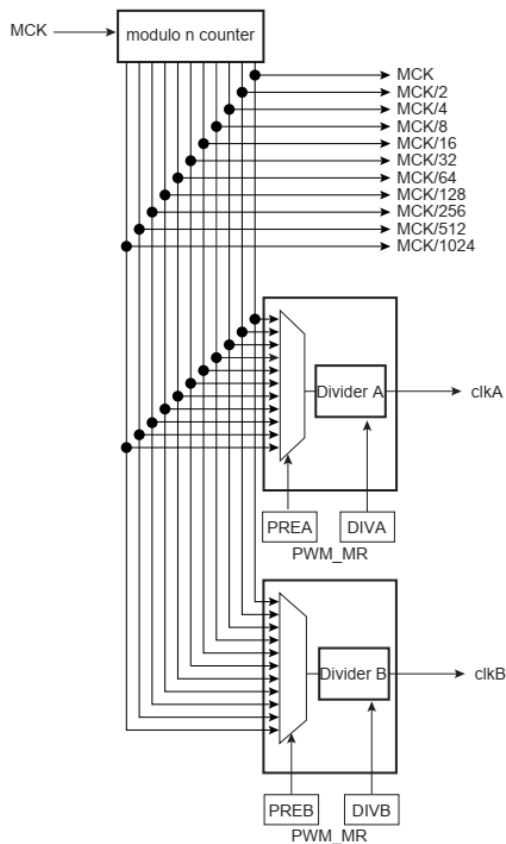 MCK
modulo n counter
MCK
MCK/2
MCK/4
MCK/8
MCK/16
MCK/32
MCK/64
MCK/128
MCK/256
MCK/512
MCK/1024
Divider A
clkA
PREA
DIVA
PWM_MR
Divider B
clkB
PREB
DIVB
PWM_MR